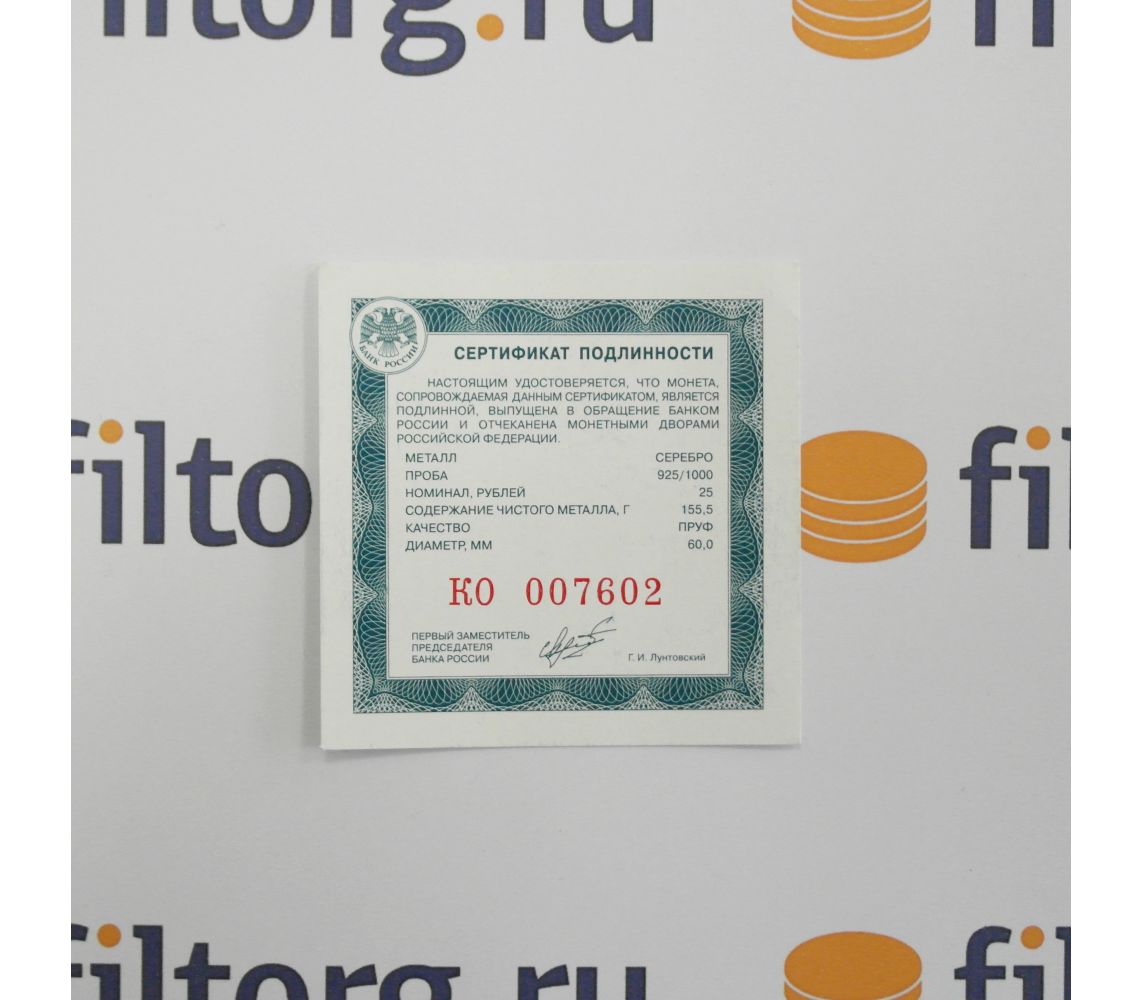 filtorg.ru
fi
БАНК РОССИИ
СЕРТИФИКАТ ПОДЛИННОСТИ
НАСТОЯЩИМ УДОСТОВЕРЯЕТСЯ, ЧТО МОНЕТА,
СОПРОВОЖДАЕМАЯ ДАННЫМ СЕРТИФИКАТОМ, ЯВЛЯЕТСЯ
ПОДЛИННОЙ, ВЫПУЩЕНА В ОБРАЩЕНИЕ БАНКОМ
РОССИИ И ОТЧЕКАНЕНА МОНЕТНЫМИ ДВОРАМИ
РОССИЙСКОЙ ФЕДЕРАЦИИ.
МЕТАЛЛ СЕРЕБРО
ПРОБА 925/1000
НОМИНАЛ, РУБЛЕЙ 25
СОДЕРЖАНИЕ ЧИСТОГО МЕТАЛЛА, Г 155,5
КАЧЕСТВО ПРУФ
ДИАМЕТР, ММ 60,0
filto
fil
КО 007602
ПЕРВЫЙ ЗАМЕСТИТЕЛЬ
ПРЕДСЕДАТЕЛЯ
БАНКА РОССИИ
Г. И. Лунтовский
filtorg.ru
fil